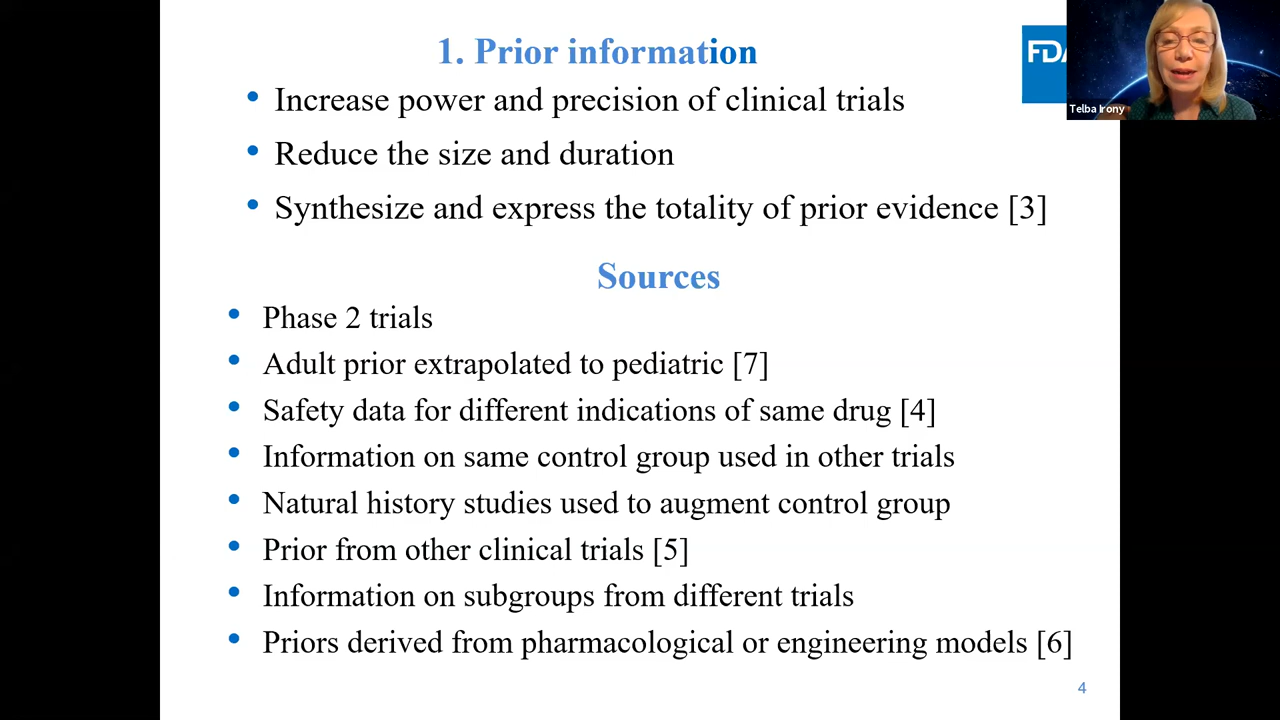 1. Prior information
• Increase power and precision of clinical trials
• Reduce the size and duration
• Synthesize and express the totality of prior evidence [3]
Sources
• Phase 2 trials
• Adult prior extrapolated to pediatric [7]
• Safety data for different indications of same drug [4]
• Information on same control group used in other trials
• Natural history studies used to augment control group
• Prior from other clinical trials [5]
• Information on subgroups from different trials
• Priors derived from pharmacological or engineering models [6]
4
FDA
Telba Irony